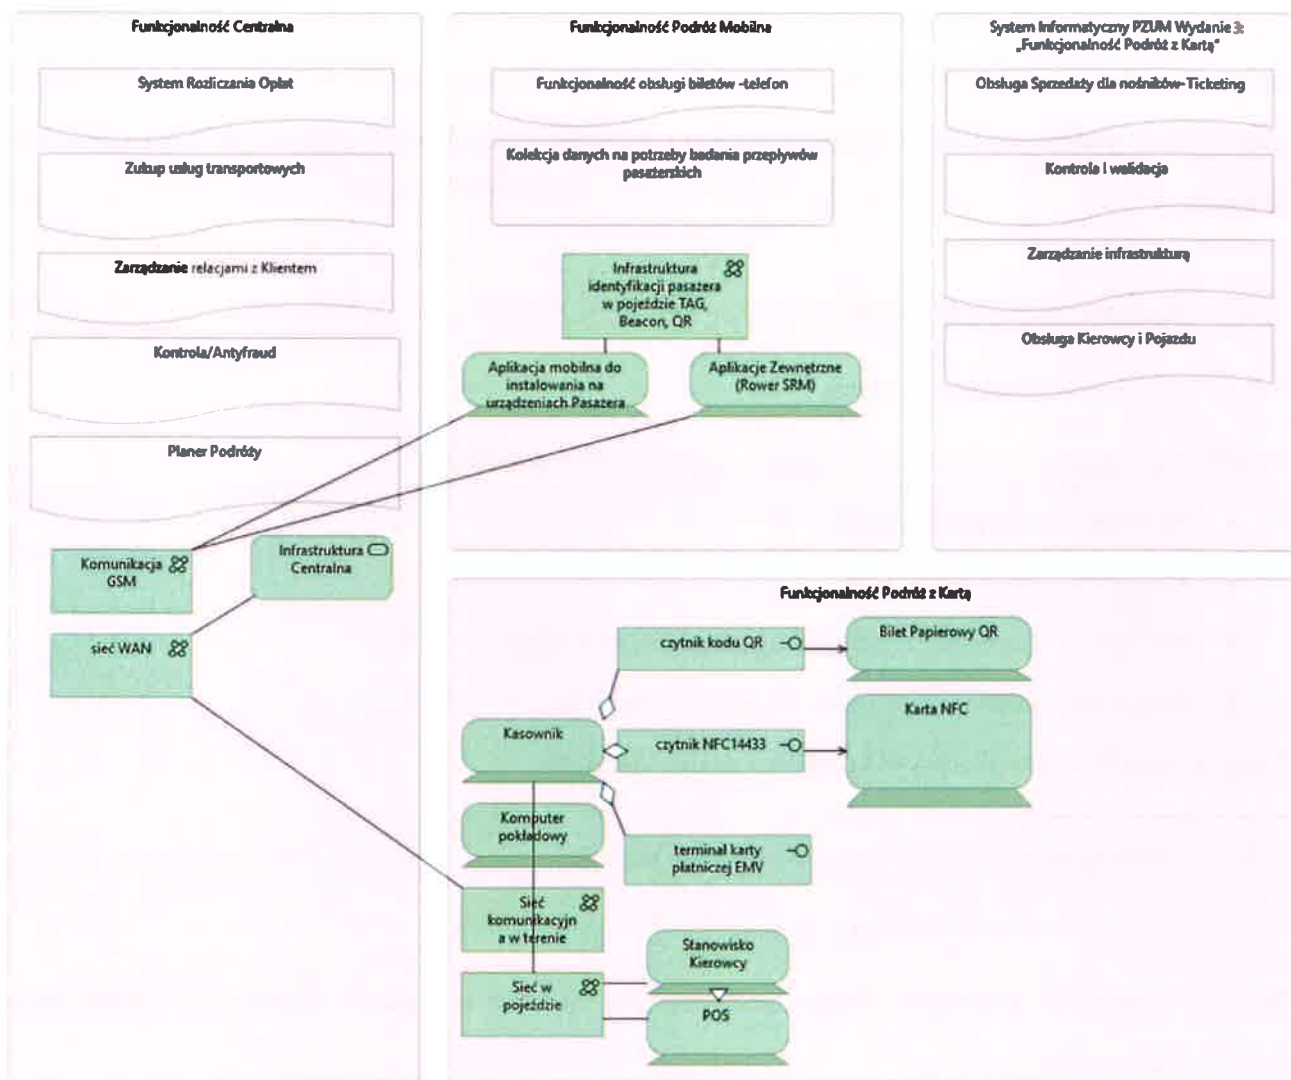 Funkcjonalność Centralna
System Rozliczania Opłat
Zakup usług transportowych
Zarządzanie relacjami z Klientem
Kontrola/Antyfraud
Planer Podróży
Komunikacja
GSM
Infrastruktura
Centralna
sieć WAN
Funkcjonalność Podróż Mobilna
Funkcjonalność obsługi biletów -telefon
Kolekcja danych na potrzeby badania przepływów
pasażerskich
Infrastruktura
identyfikacji pasażera
w pojeździe TAG,
Beacon, QR
Aplikacja mobilna do
instalowania na
urządzeniach Pasażera
Aplikacje Zewnętrzne
(Rower SRM)
System Informatyczny PZUM Wydanie 3:
„Funkcjonalność Podróż z Kartą"
Obsługa Sprzedaży dla nośników- Ticketing
Kontrola i walidacja
Zarządzanie infrastrukturą
Obsługa Kierowcy i Pojazdu
Funkcjonalność Podróż z Kartą
czytnik kodu QR
Bilet Papierowy QR
Kasownik
czytnik NFC14433
Karta NFC
Komputer
pokładowy
terminal karty
płatniczej EMV
Sieć
komunikacyjn
a w terenie
Stanowisko
Kierowcy
Sieć w
pojeździe
POS